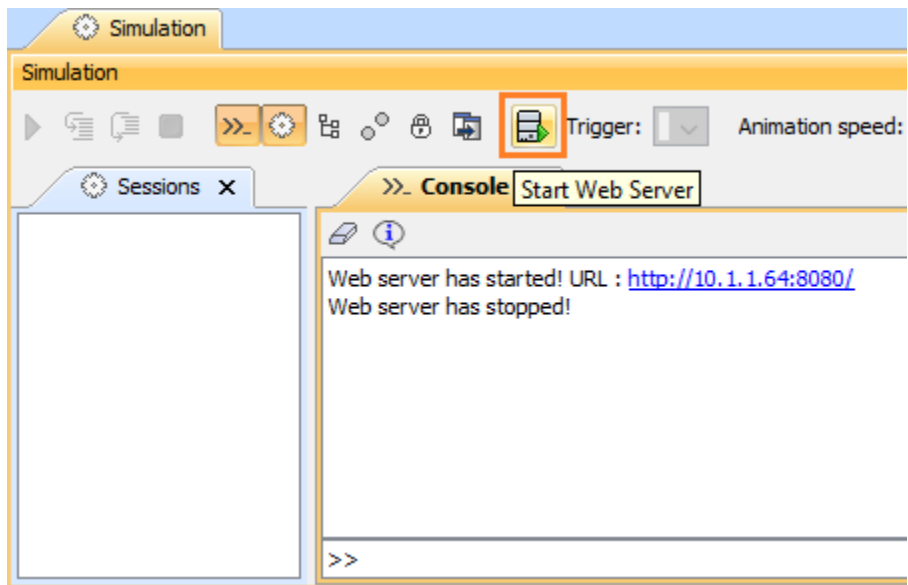 Simulation
Simulation
Trigger: Animation speed:
Sessions
Console
Start Web Server
Web server has started! URL : http://10.1.1.64:8080/
Web server has stopped!
>>